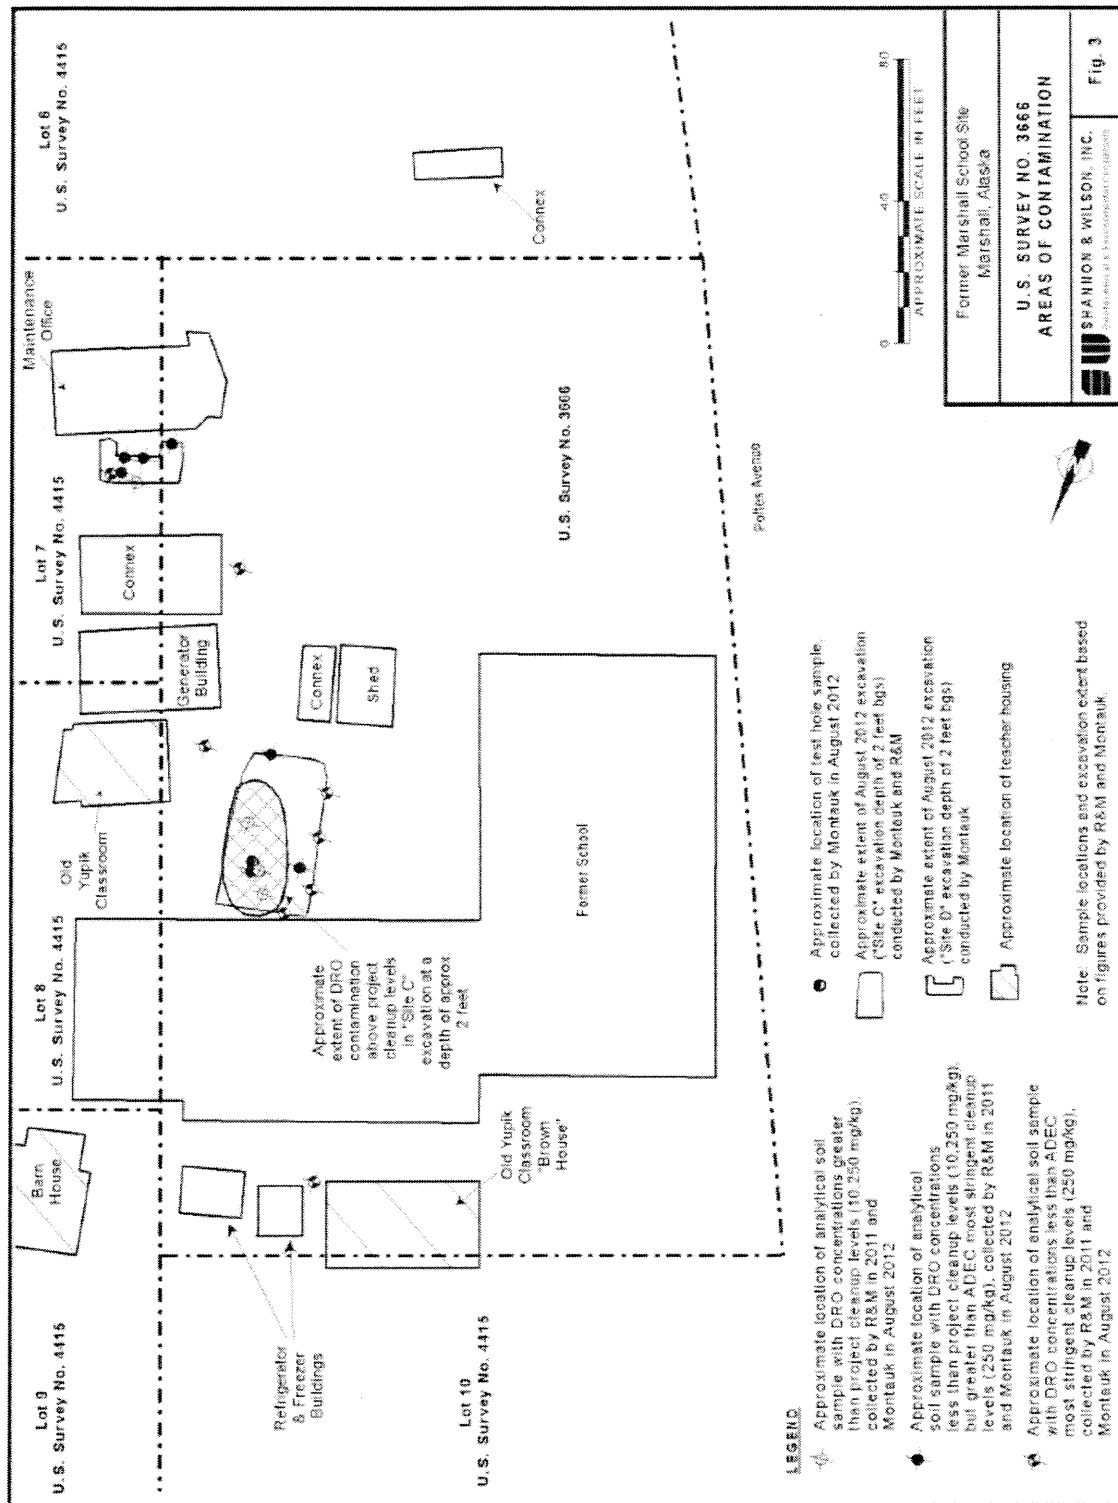 Lot 9
U.S. Survey No. 4415
Barn
House
Lot 8
U.S. Survey No. 4415
Old
Yupik
Classroom
Lot 7
U.S. Survey No. 4415
Generator
Building
Connex
Maintenance
Office
Lot 6
U.S. Survey No. 4415
Connex
Refrigerator
& Freezer
Buildings
Lot 10
U.S. Survey No. 4415
Old Yupik
Classroom
"Brown
House"
Approximate
extent of DRO
contamination
above project
cleanup levels
in "Site C"
excavation at a
depth of approx
2 feet
Connex
Shed
Former School
U.S. Survey No. 3666
Poltes Avenue
LEGEND
Approximate location of analytical soil
sample with DRO concentrations greater
than project cleanup levels (10,250 mg/kg),
collected by R&M in 2011 and
Montauk in August 2012
Approximate location of analytical
soil sample with DRO concentrations
less than project cleanup levels (10,250 mg/kg),
but greater than ADEC most stringent cleanup
levels (250 mg/kg), collected by R&M in 2011
and Montauk in August 2012
Approximate location of analytical soil sample
with DRO concentrations less than ADEC
most stringent cleanup levels (250 mg/kg),
collected by R&M in 2011 and
Montauk in August 2012
Approximate location of test hole sample,
collected by Montauk in August 2012
Approximate extent of August 2012 excavation
("Site C" excavation depth of 2 feet bgs)
conducted by Montauk and R&M
Approximate extent of August 2012 excavation
("Site D" excavation depth of 2 feet bgs)
conducted by Montauk
Approximate location of teacher housing
Note: Sample locations and excavation extent based
on figures provided by R&M and Montauk.
0 40 80
APPROXIMATE SCALE IN FEET
Former Marshall School Site
Marshall, Alaska
U.S. SURVEY NO. 3666
AREAS OF CONTAMINATION
SHANNON & WILSON, INC.
Geotechnical & Environmental Consultants
Fig. 3